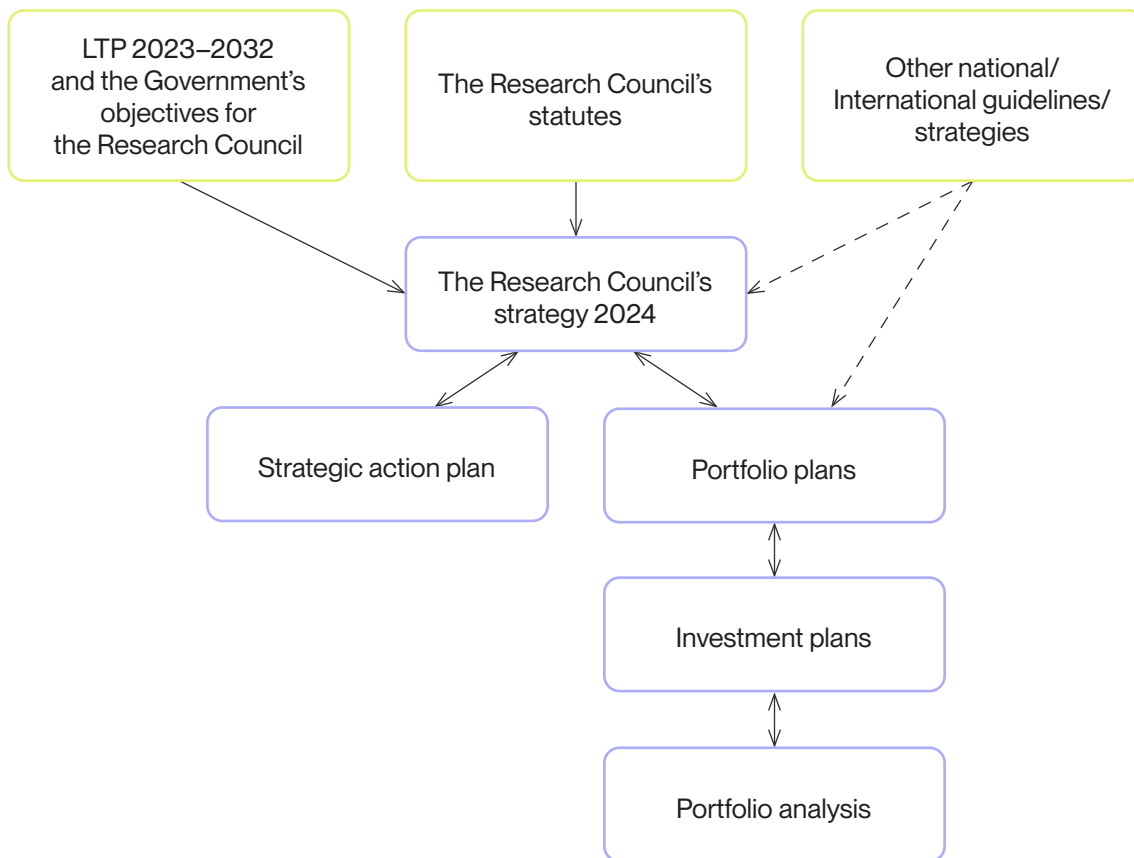 LTP 2023–2032
and the Government’s
objectives for
the Research Council
The Research Council’s
statutes
Other national/
International guidelines/
strategies
The Research Council’s
strategy 2024
Strategic action plan
Portfolio plans
Investment plans
Portfolio analysis